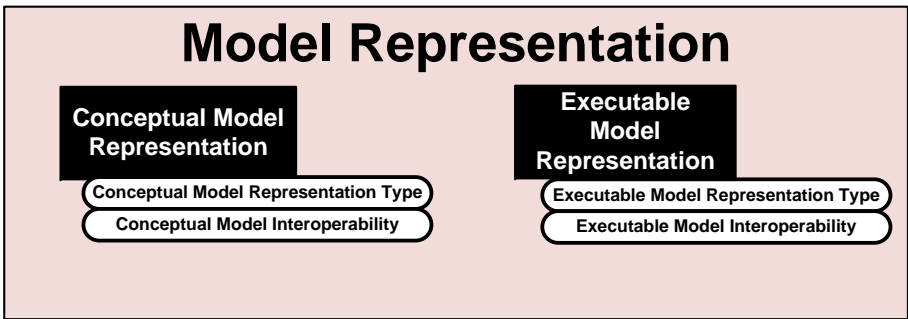 Model Representation
Conceptual Model
Representation
Conceptual Model Representation Type
Conceptual Model Interoperability
Executable
Model
Representation
Executable Model Representation Type
Executable Model Interoperability